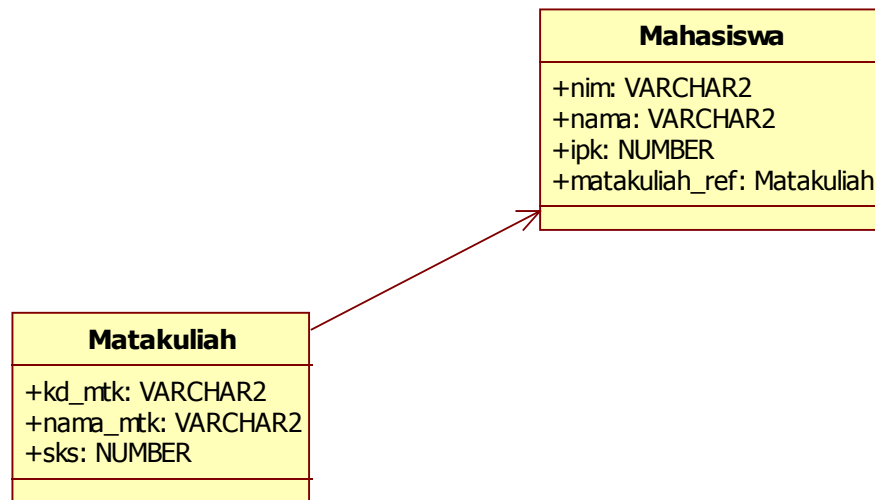 Mahasiswa
+nim: VARCHAR2
+nama: VARCHAR2
+ipk: NUMBER
+matakuliah_ref: Matakuliah
Matakuliah
+kd_mtk: VARCHAR2
+nama_mtk: VARCHAR2
+sks: NUMBER